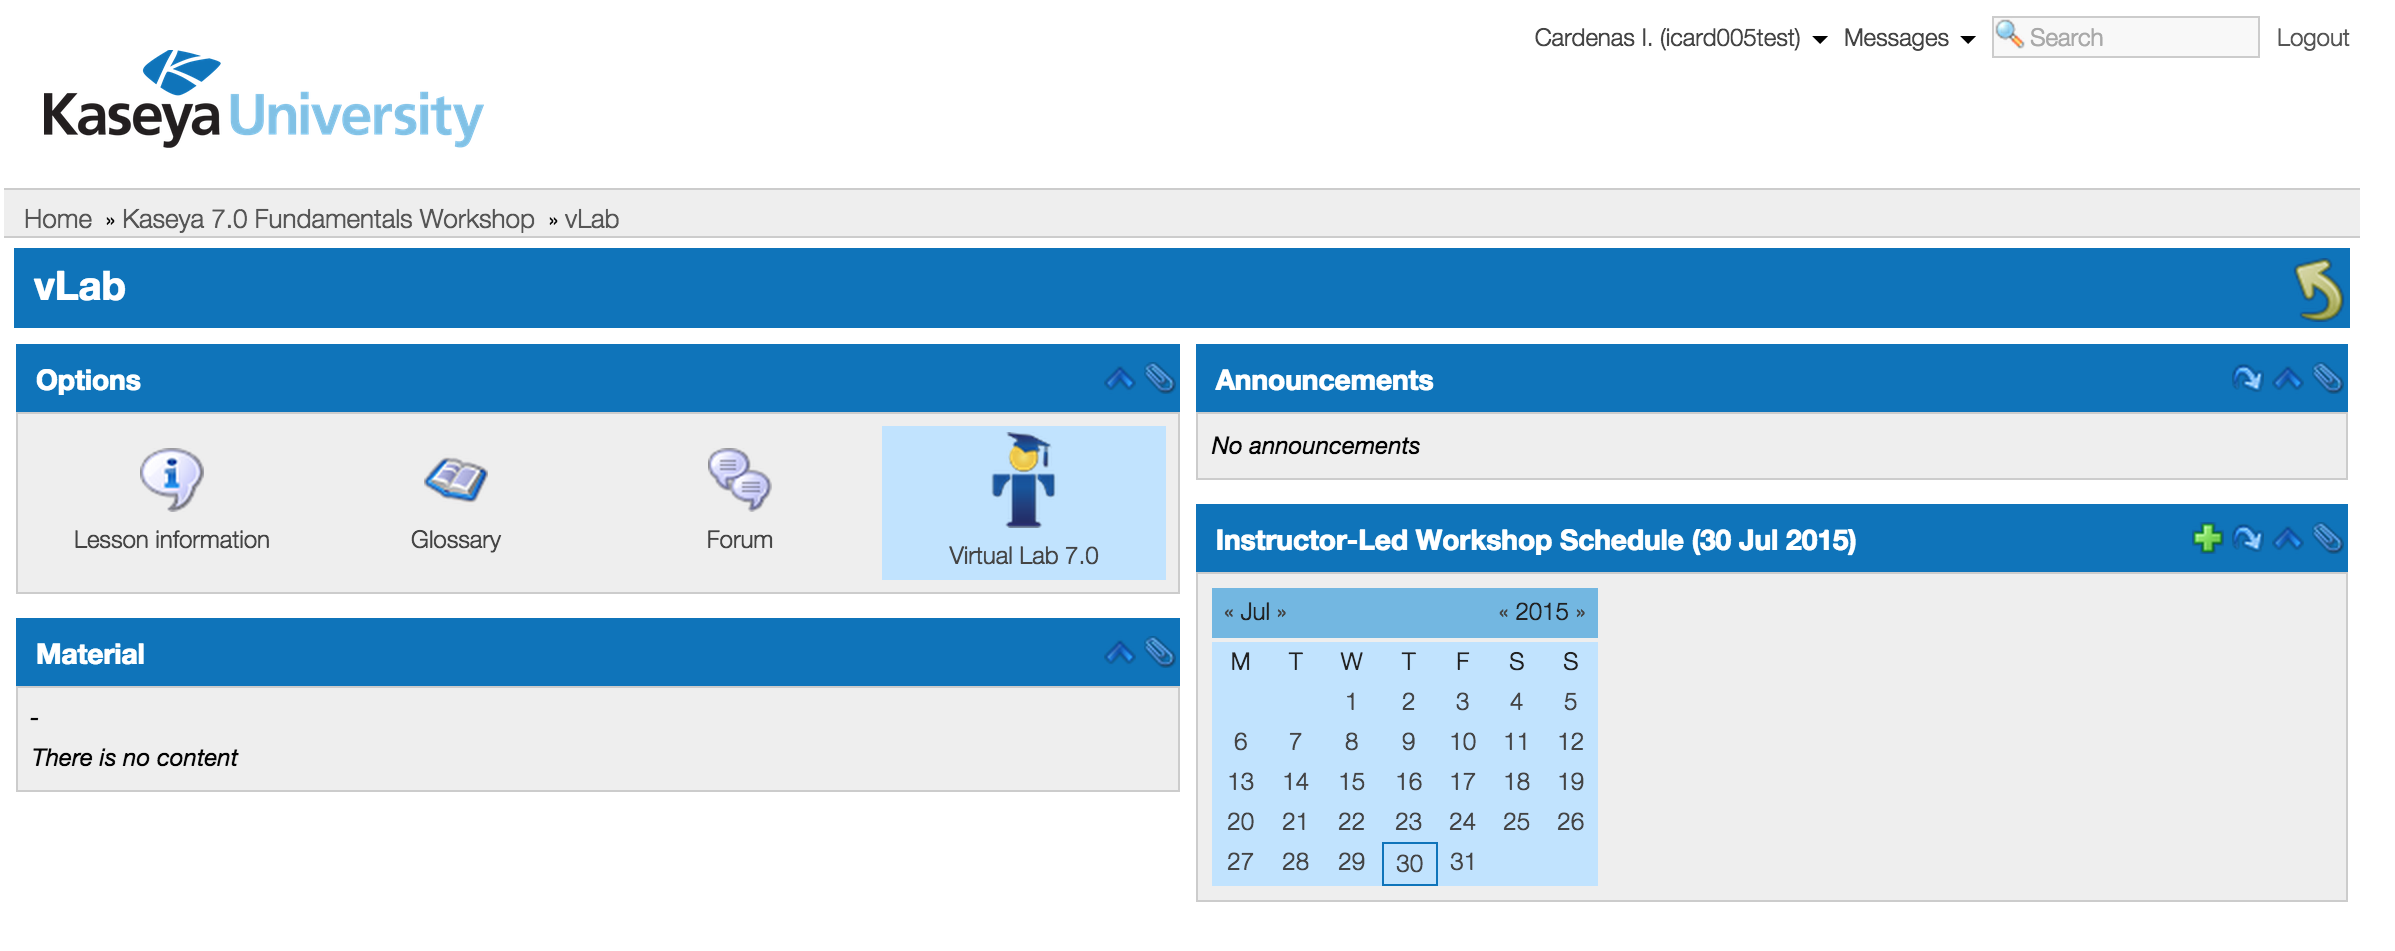 Cardenas I. (icard005test) Messages Search Logout
Kaseya University
Home » Kaseya 7.0 Fundamentals Workshop » vLab
vLab
Options
Lesson information
Glossary
Forum
Virtual Lab 7.0
Material
-
There is no content
Announcements
No announcements
Instructor-Led Workshop Schedule (30 Jul 2015)
« Jul » « 2015 »
M T W T F S S
1 2 3 4 5
6 7 8 9 10 11 12
13 14 15 16 17 18 19
20 21 22 23 24 25 26
27 28 29 30 31